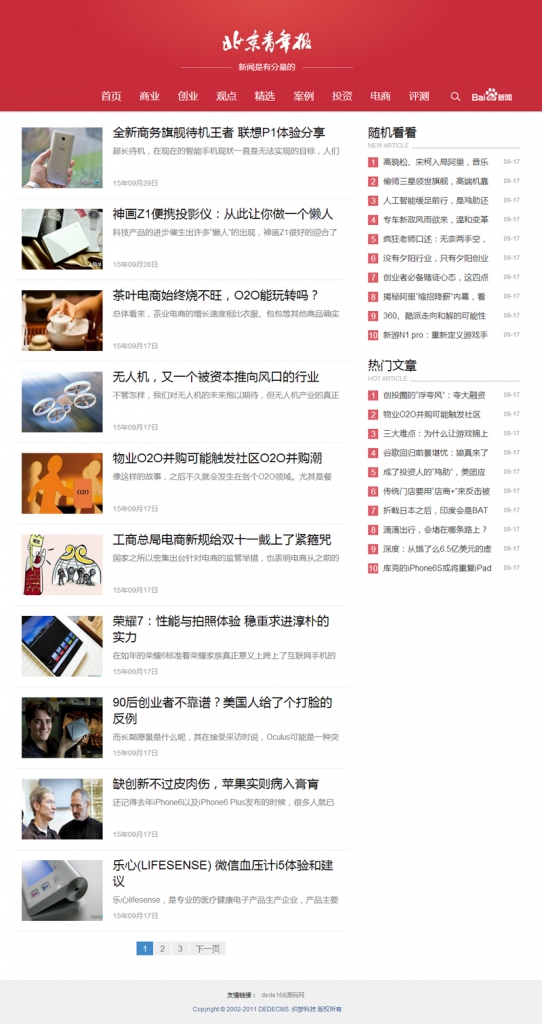 北京青年报
新闻是有分量的
首页 商业 创业 观点 精选 案例 投资 电商 评测 Bai 新闻
全新商务旗舰待机王者 联想P1体验分享
超长待机，在现在的智能手机现状一直是无法实现的目标，人们
15年09月29日
神画Z1便携投影仪：从此让你做一个懒人
科技产品的进步催生出许多"懒人"的出现，神画Z1很好的迎合了
15年09月26日
茶叶电商始终烧不旺，O2O能玩转吗？
总体看来，茶业电商的增长速度相比衣服、包包等其他商品确实
15年09月17日
无人机，又一个被资本推向风口的行业
不管怎样，我们对无人机的未来抱以期待，但无人机产业的真正
15年09月17日
物业O2O并购可能触发社区O2O并购潮
像这样的故事，之后不久就会发生在各个O2O领域。尤其是餐
15年09月17日
O2O
工商总局电商新规给双十一戴上了紧箍咒
国家之所以密集出台针对电商的监管举措，也表明电商从之前的
15年09月17日
荣耀7：性能与拍照体验 稳重求进淳朴的
实力
在如年的荣耀6标准着荣耀家族真正意义上跨上了互联网手机的
15年09月17日
90后创业者不靠谱？美国人给了个打脸的
反例
而长期愿景是什么呢，其在接受采访时说，Oculus可能是一种突
15年09月17日
缺创新不过皮肉伤，苹果实则病入膏肓
还记得去年iPhone6以及iPhone6 Plus发布的时候，很多人就已
15年09月17日
乐心(LIFESENSE) 微信血压计i5体验和建
议
乐心lifesense，是专业的医疗健康电子产品生产企业，产品主要
15年09月17日
1 2 3 下一页
随机看看
NEW ARTICLE
1 高晓松、宋柯入局阿里，音乐 09-17
2 偷师三星领世旗舰，高端机靠 09-17
3 人工智能缓足前行，是鸡肋还 09-17
4 专车新政风雨欲来，温和变革 09-17
5 疯狂老师口述：无奈两手空， 09-17
6 没有夕阳行业，只有夕阳创业 09-17
7 创业者必备赌徒心态，这四点 09-17
8 揭秘阿里"临招降薪"内幕，看 09-17
9 360、酷派走向和解的可能性 09-17
10 新游N1 pro：重新定义游戏手 09-17
热门文章
HOT ARTICLE
1 创投圈的"浮夸风"：夸大融资 09-17
2 物业O2O并购可能触发社区 09-17
3 三大难点：为什么让游戏锦上 09-17
4 谷歌回归前景堪忧：狼真来了 09-17
5 成了投资人的"鸡肋"，美团应 09-17
6 传统门店要用"店商+"来反击被 09-17
7 折戟日本之后，印度会是BAT 09-17
8 滴滴出行，会堵在哪条路上？ 09-17
9 深度：从饿了么6.5亿美元的虚 09-17
10 库克的iPhone6S或将重复iPad 09-17
友情链接： dede168源码网
Copyright © 2002-2011 DEDECMS 织梦科技 版权所有